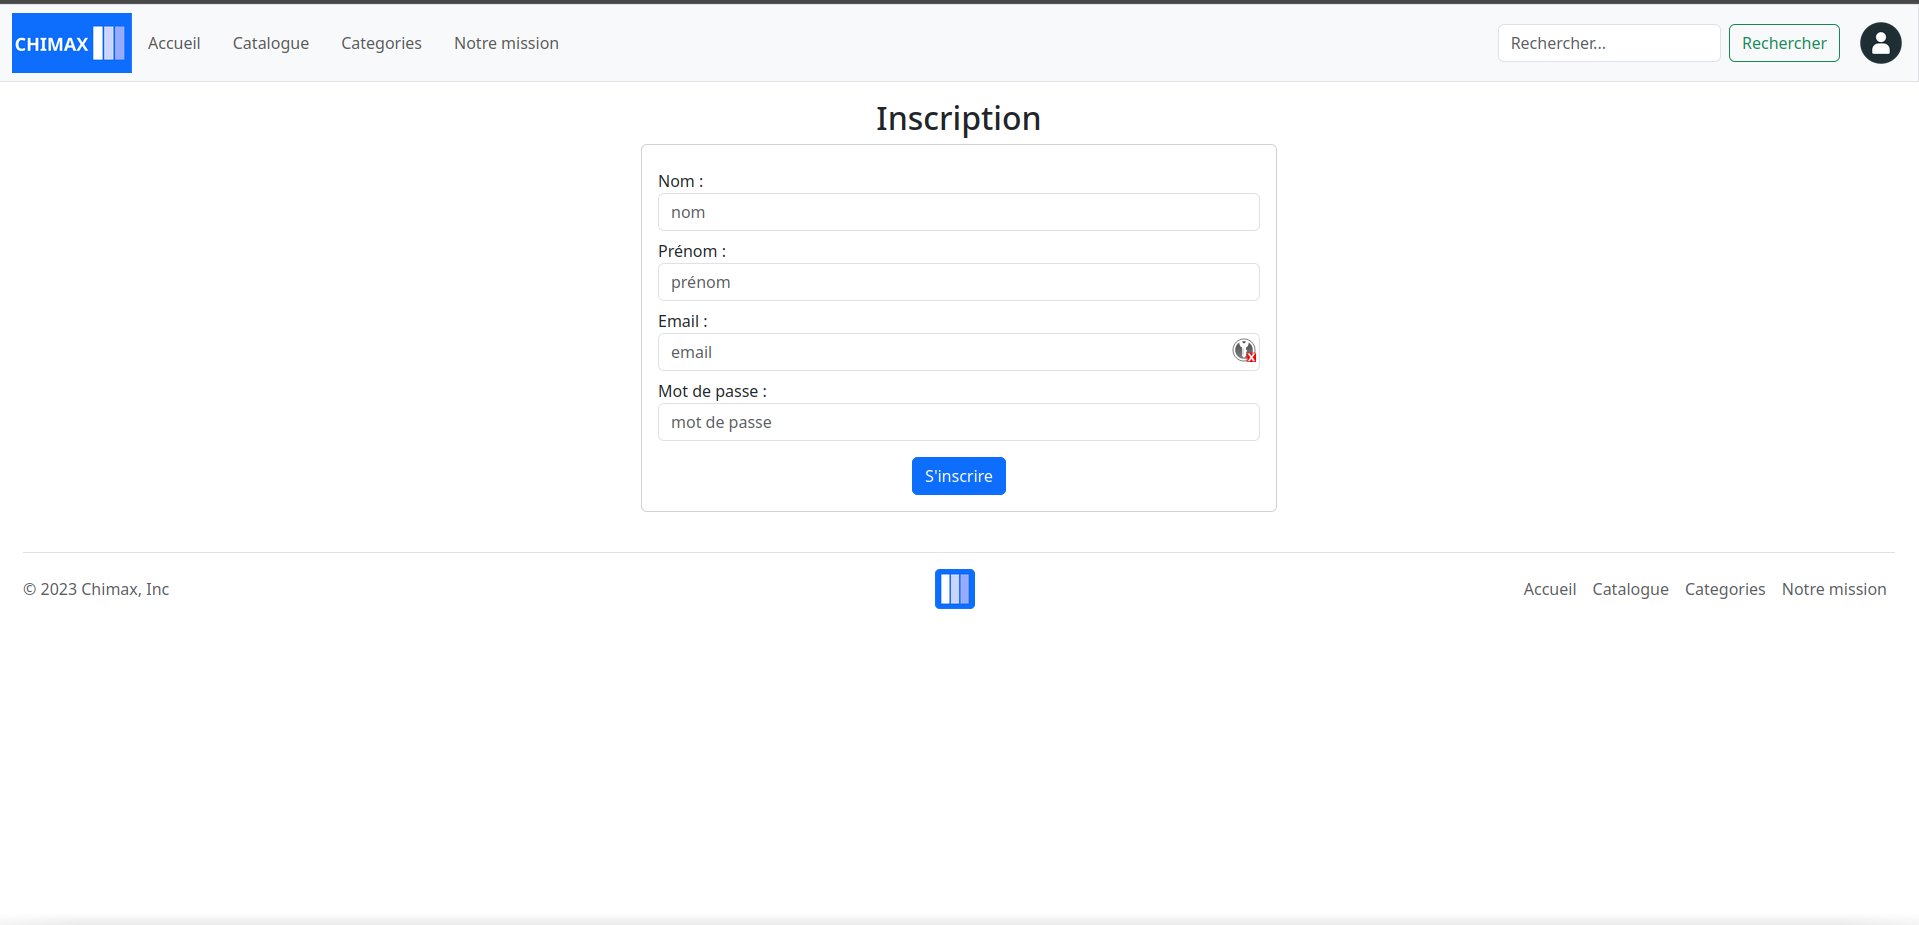 CHIMAX Accueil Catalogue Categories Notre mission Rechercher... Rechercher
Inscription
Nom :
nom
Prénom :
prénom
Email :
email
Mot de passe :
mot de passe
S'inscrire
© 2023 Chimax, Inc Accueil Catalogue Categories Notre mission